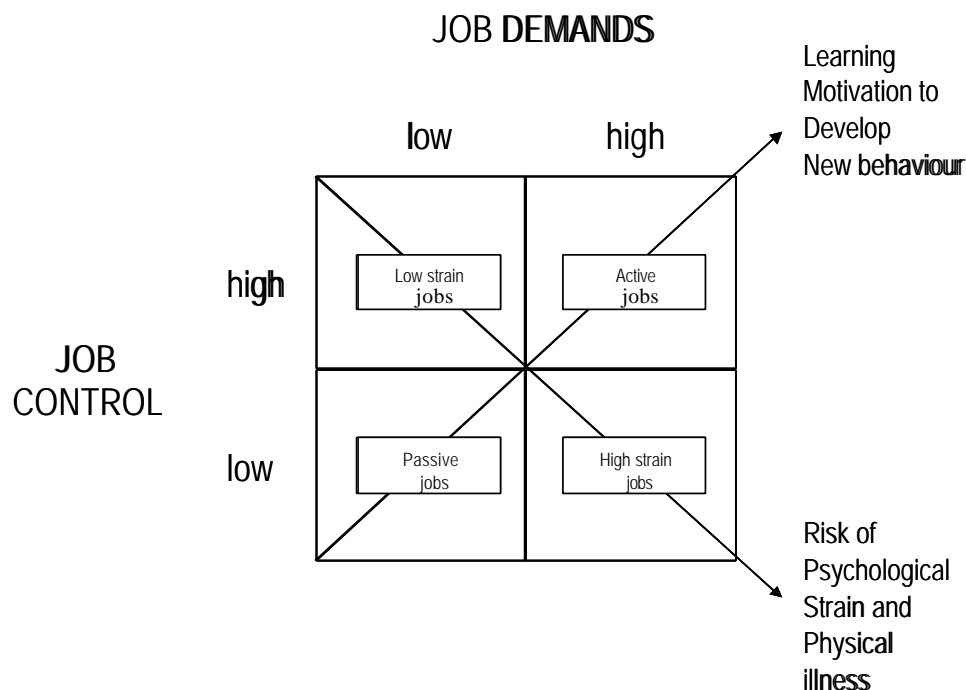 JOB DEMANDS
Learning
Motivation to
Develop
New behaviour
low
high
high
Low strain
jobs
Active
jobs
JOB
CONTROL
low
Passive
jobs
High strain
jobs
Risk of
Psychological
Strain and
Physical
illness